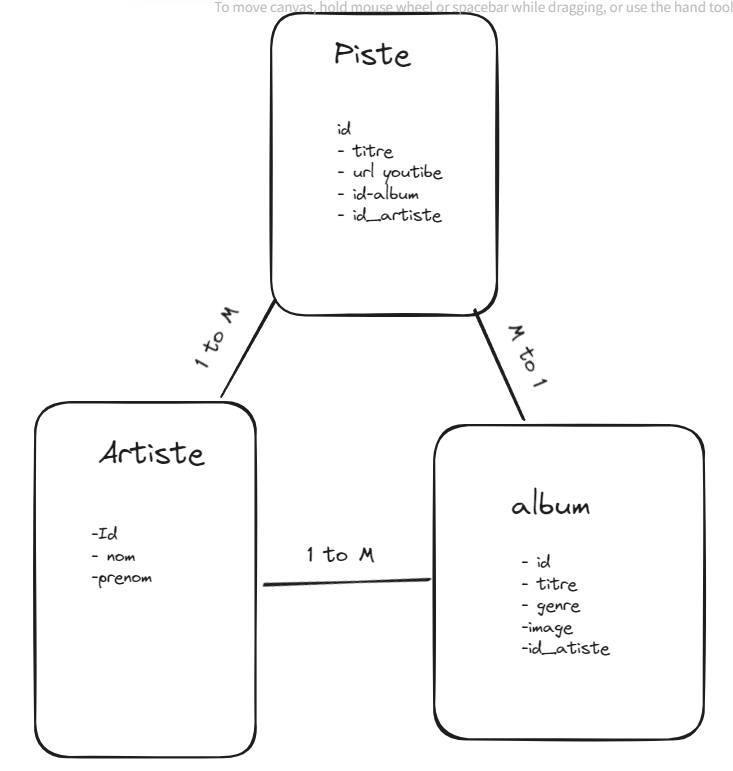 To move canvas, hold mouse wheel or spacebar while dragging, or use the hand tool
Piste
id
- titre
- url youtibe
- id-album
- id_artiste
1 to M
M to 1
Artiste
-Id
- nom
-prenom
1 to M
album
- id
- titre
- genre
-image
-id_atiste